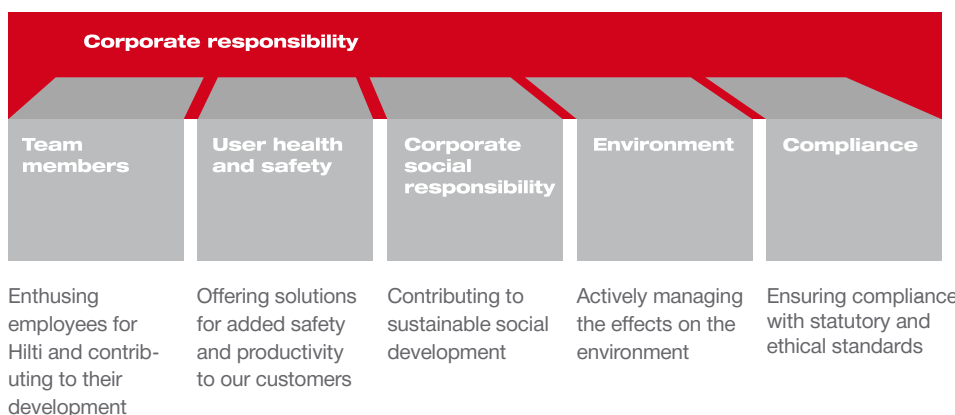 Corporate responsibility
Team
members
User health
and safety
Corporate
social
responsibility
Environment
Compliance
Enthusing
employees for
Hilti and contrib-
uting to their
development
Offering solutions
for added safety
and productivity
to our customers
Contributing to
sustainable social
development
Actively managing
the effects on the
environment
Ensuring compliance
with statutory and
ethical standards